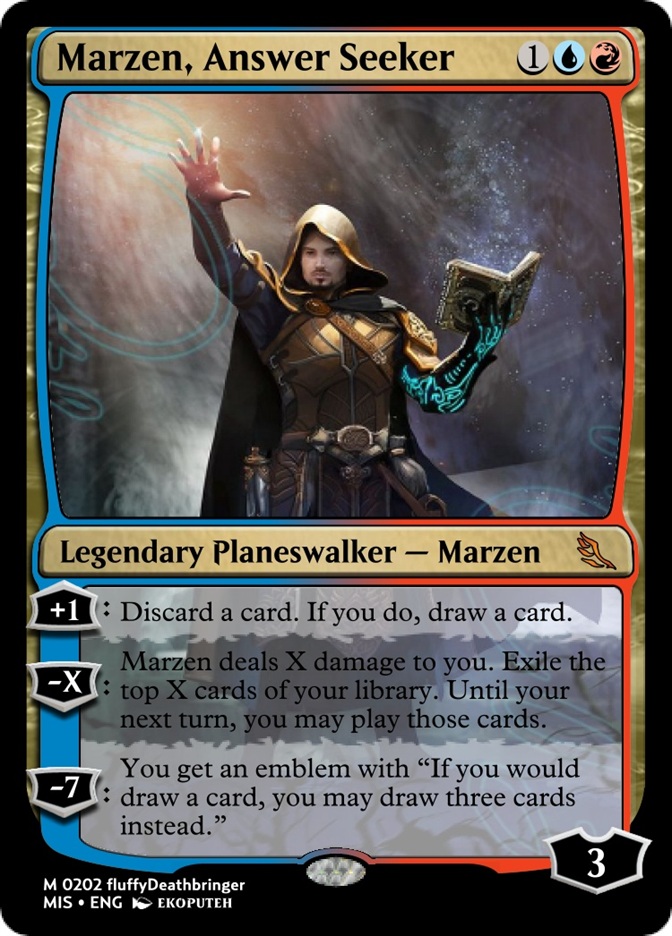 Marzen, Answer Seeker 1
Legendary Planeswalker — Marzen
+1: Discard a card. If you do, draw a card.
Marzen deals X damage to you. Exile the
−X: top X cards of your library. Until your
next turn, you may play those cards.
You get an emblem with “If you would
−7: draw a card, you may draw three cards
instead.”
3
M 0202 fluffyDeathbringer
MIS • ENG EKOPUTEH